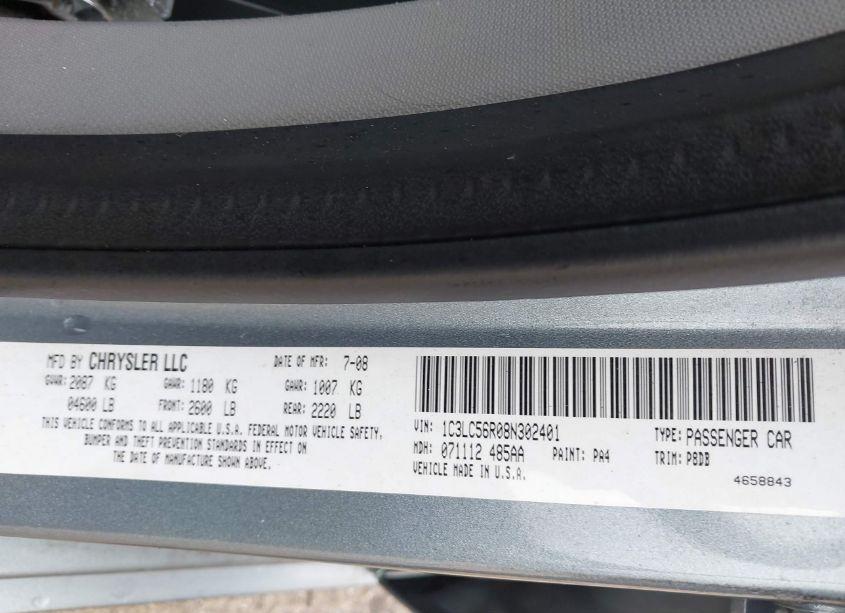 MFD BY CHRYSLER LLC DATE OF MFR: 7-08
GVWR: 2087 KG GAWR: 1180 KG GAWR: 1007 KG
04600 LB FRONT: 2600 LB REAR: 2220 LB
THIS VEHICLE CONFORMS TO ALL APPLICABLE U.S.A. FEDERAL MOTOR VEHICLE SAFETY,
BUMPER AND THEFT PREVENTION STANDARDS IN EFFECT ON
THE DATE OF MANUFACTURE SHOWN ABOVE.
VIN: 1C3LC56R08N302401 TYPE: PASSENGER CAR
MDH: 071112 485AA PAINT: PA4 TRIM: P8DB
VEHICLE MADE IN U.S.A.
4658843